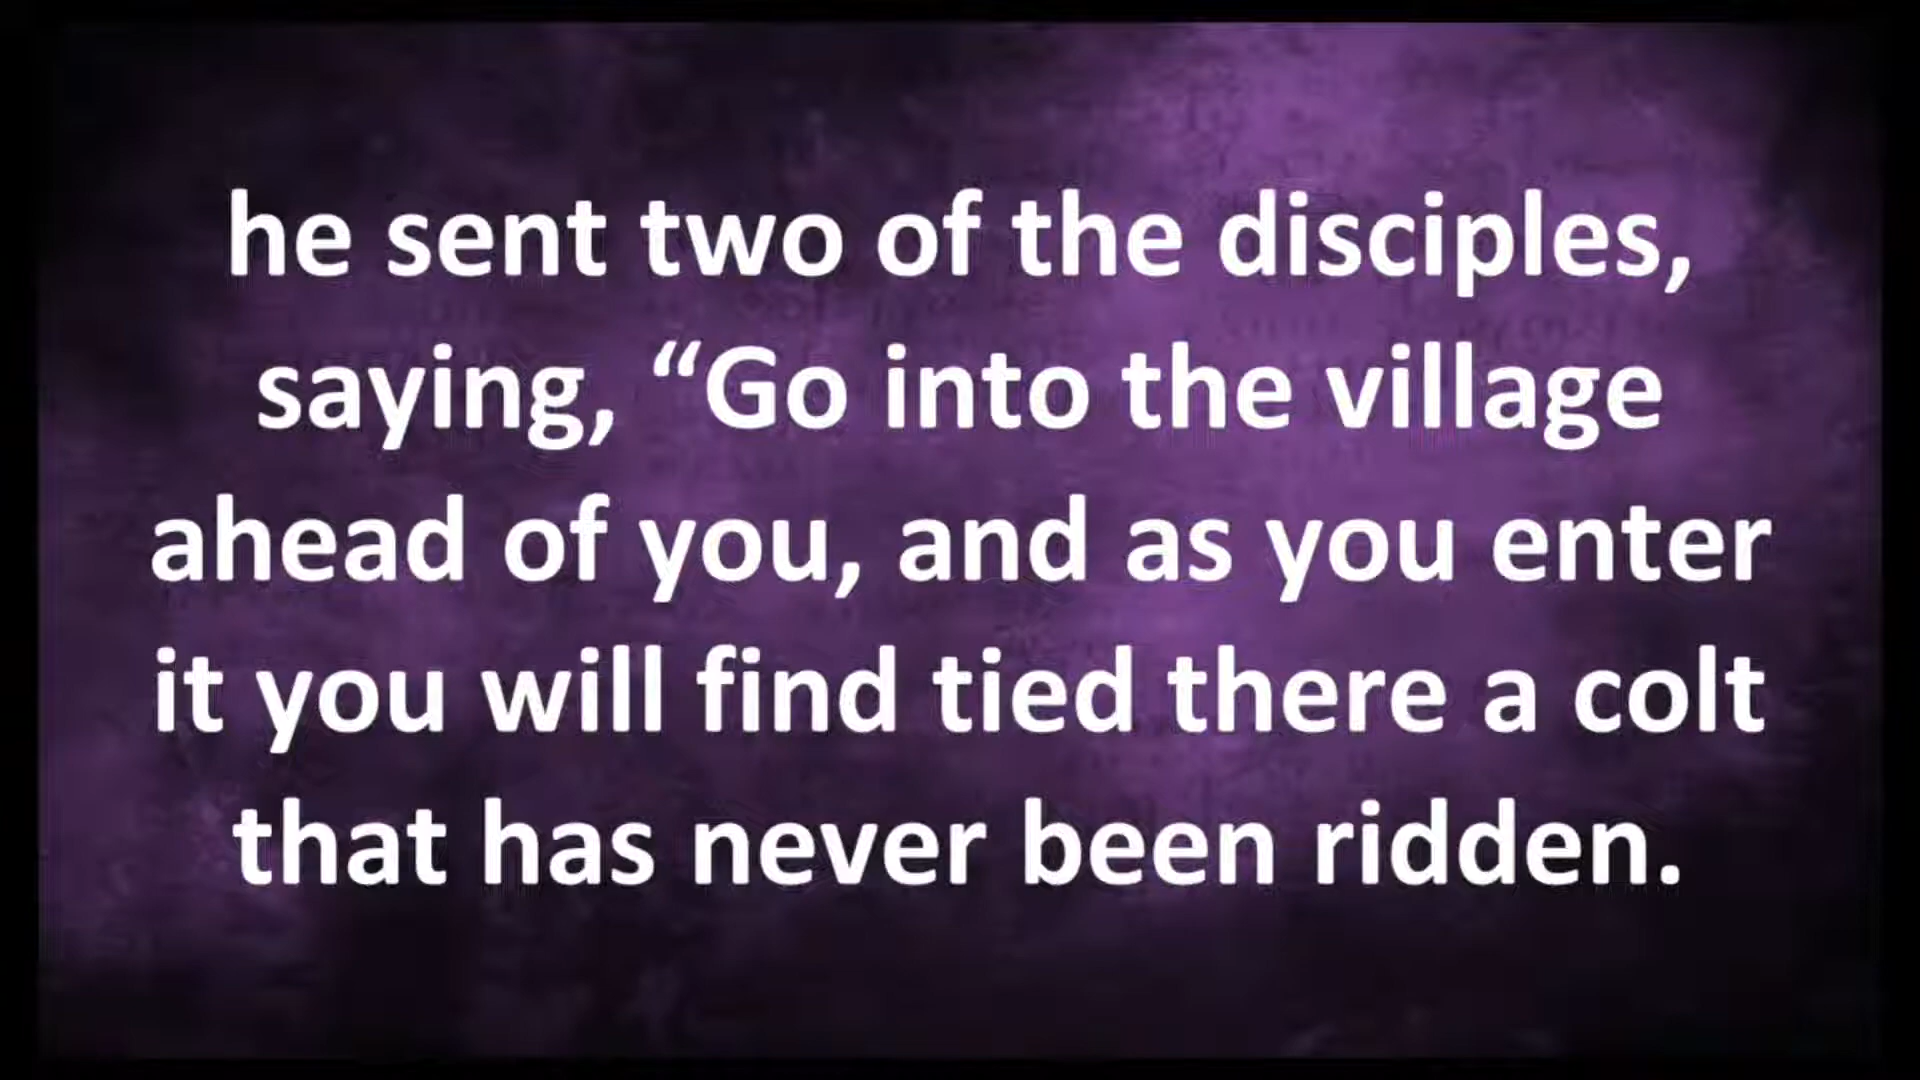 he sent two of the disciples,
saying, “Go into the village
ahead of you, and as you enter
it you will find tied there a colt
that has never been ridden.